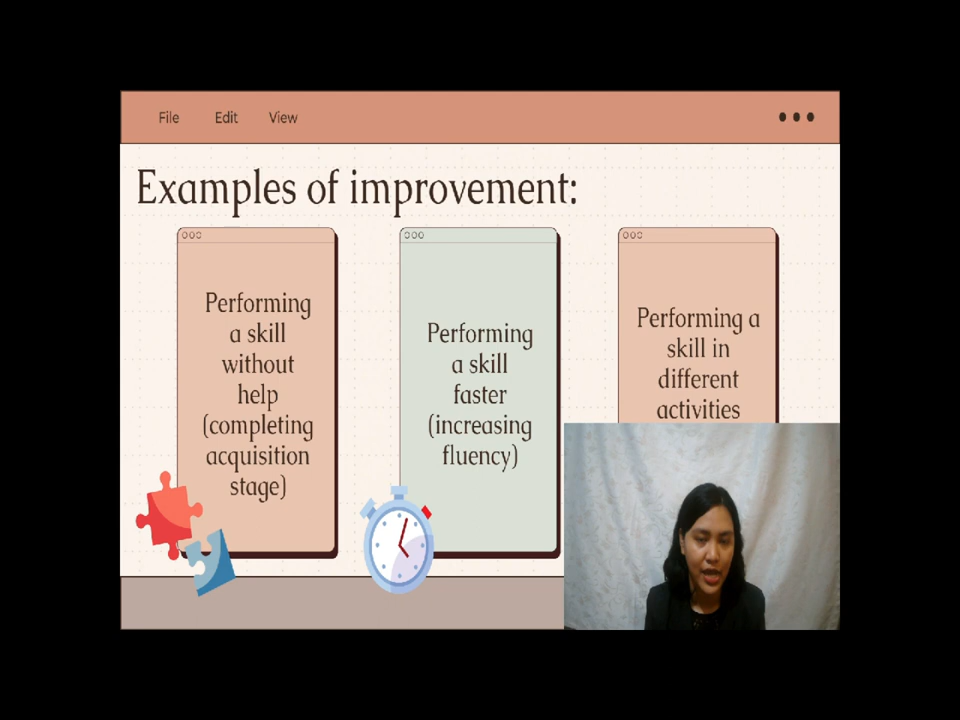 File Edit View
Examples of improvement:
Performing
a skill
without
help
(completing
acquisition
stage)
Performing
a skill
faster
(increasing
fluency)
Performing a
skill in
different
activities